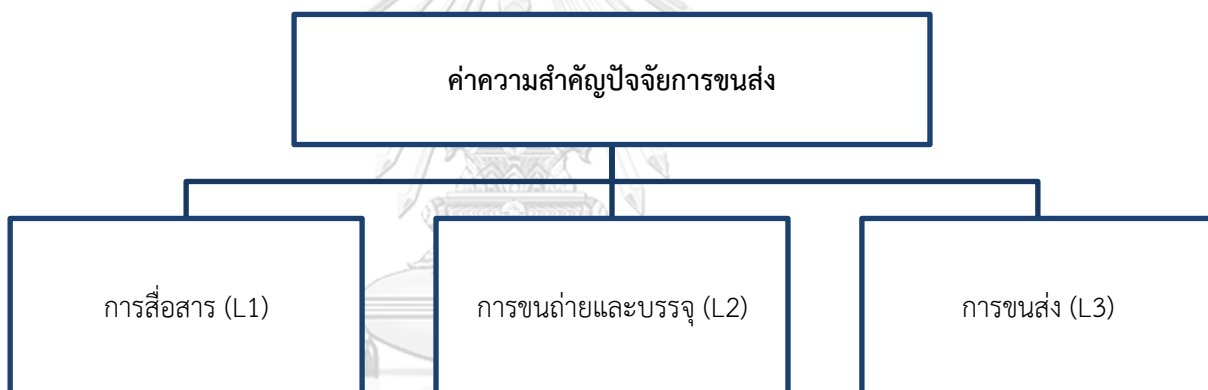 ค่าความสำคัญปัจจัยการขนส่ง
การสื่อสาร (L1)
การขนถ่ายและบรรจุ (L2)
การขนส่ง (L3)